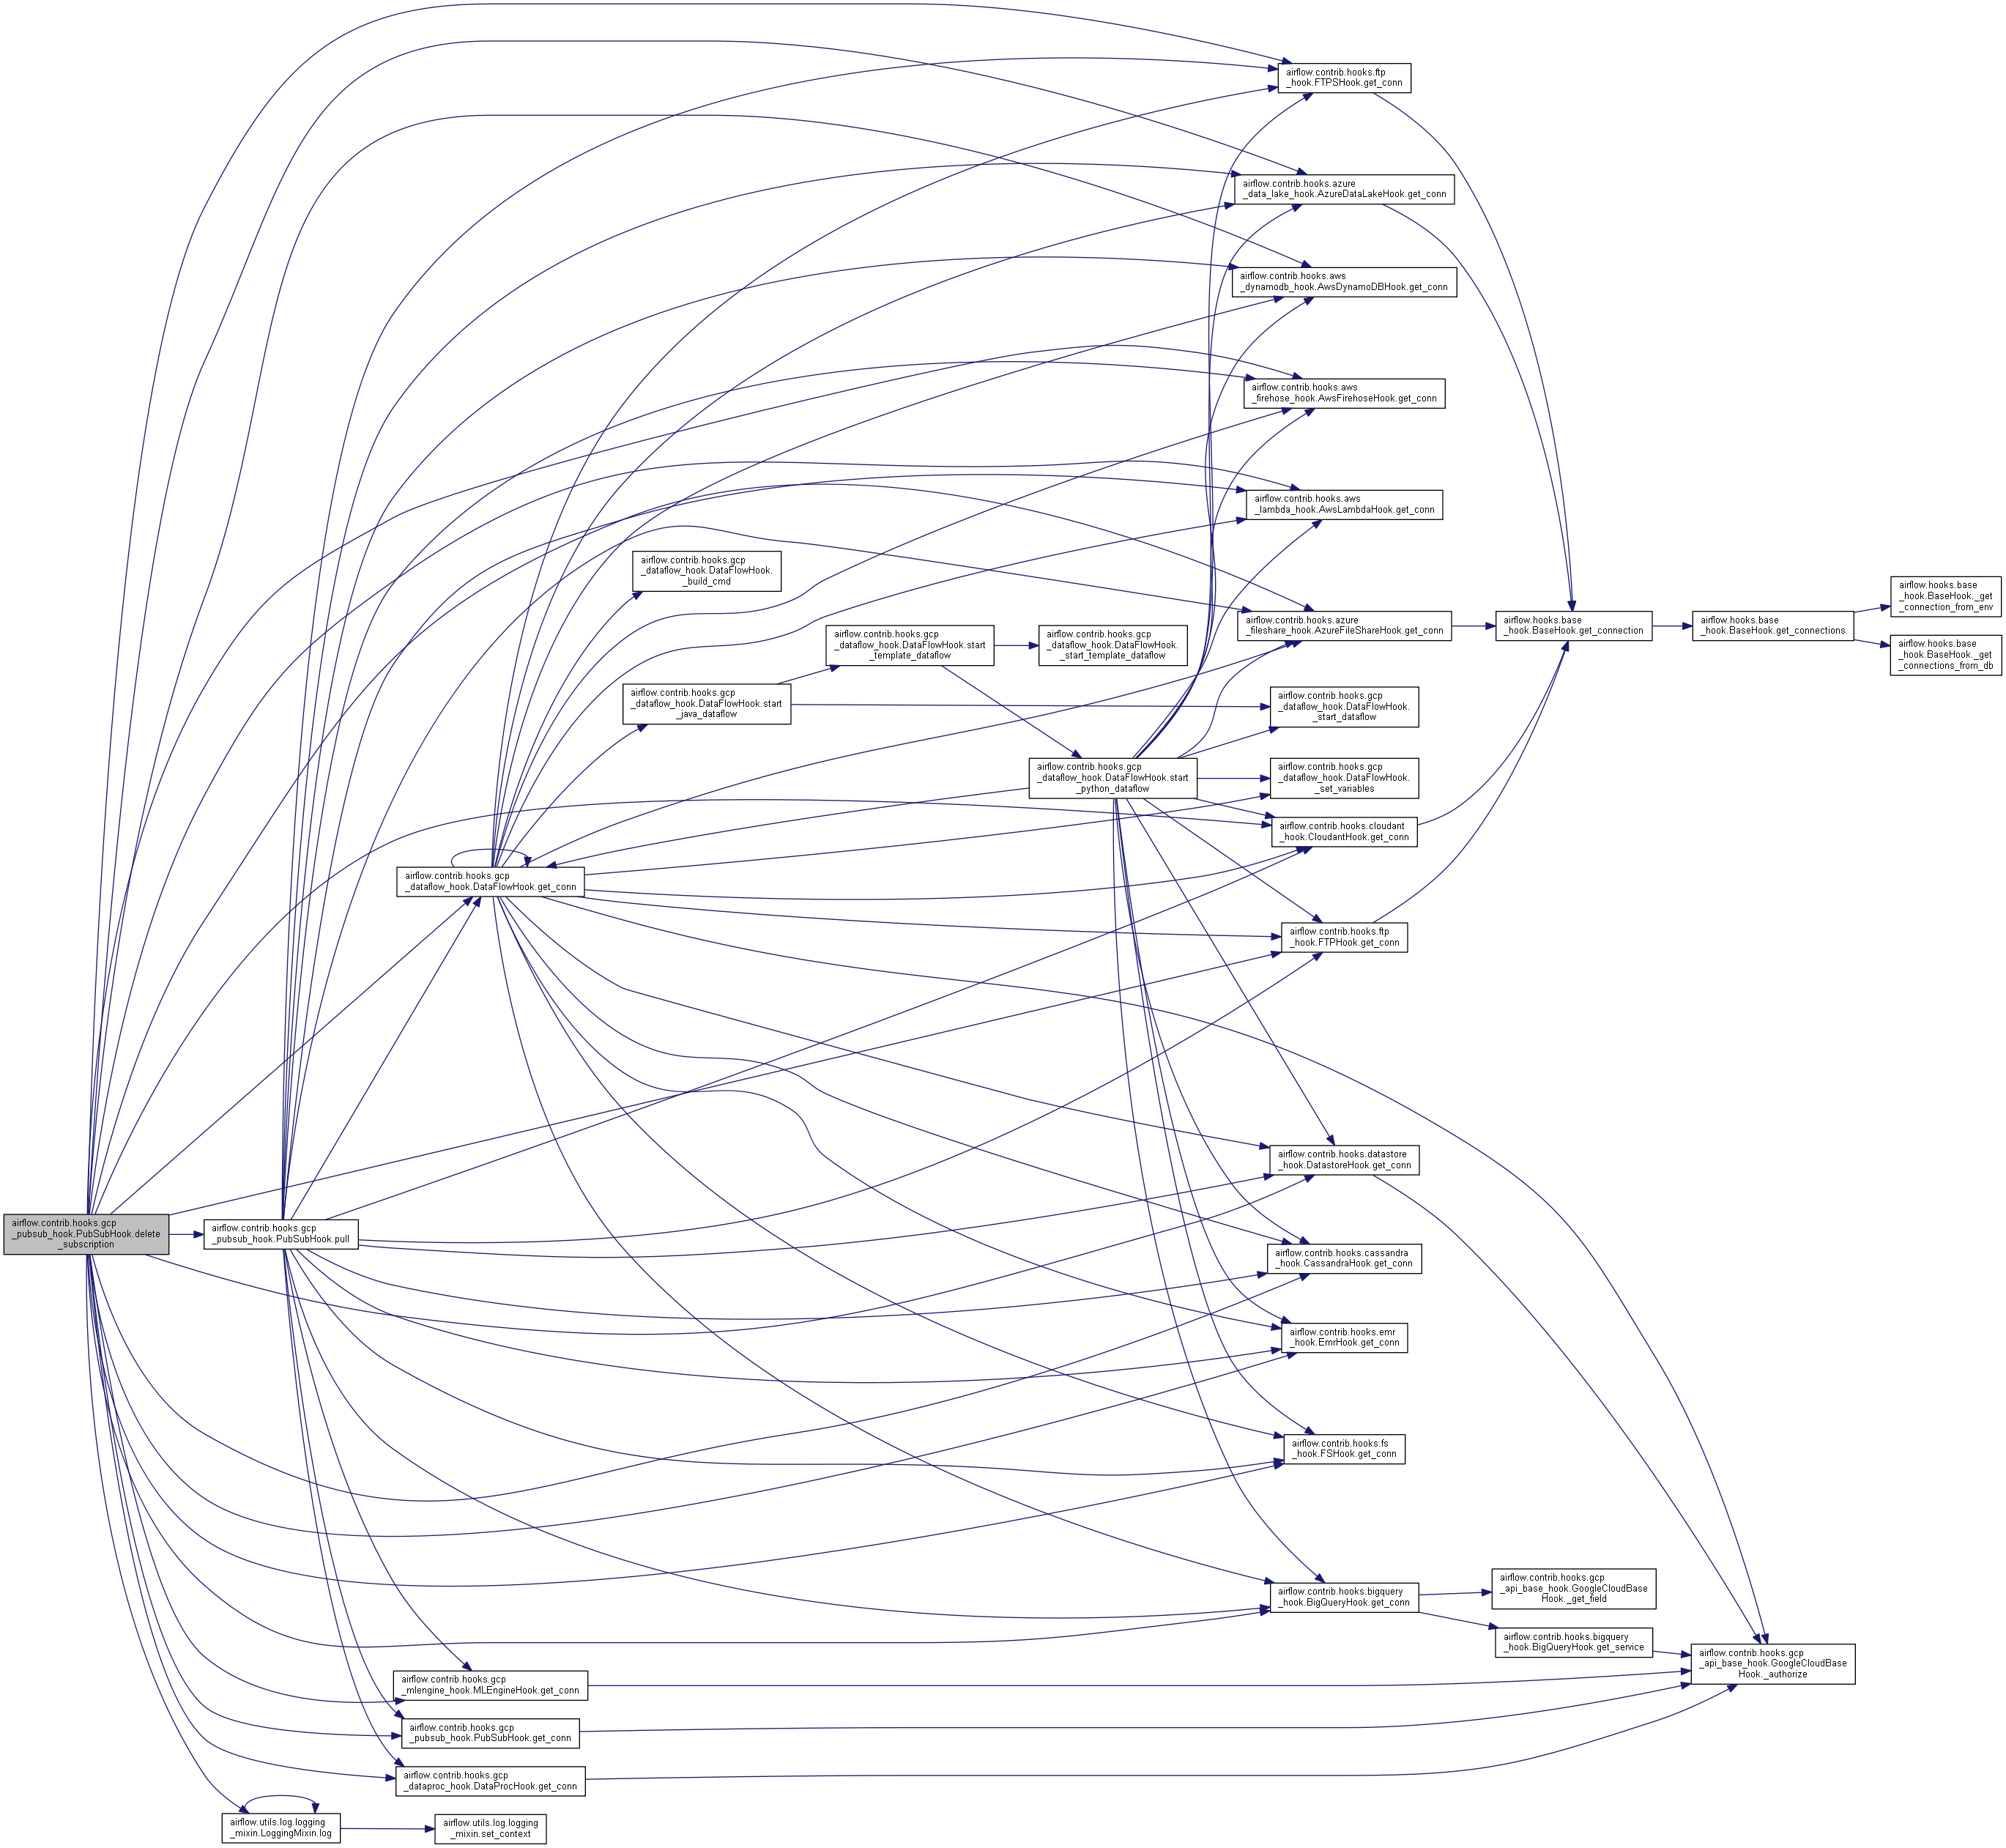 airflow.contrib.hooks.ftp
_hook.FTPSHook.get_conn
airflow.contrib.hooks.azure
_data_lake_hook.AzureDataLakeHook.get_conn
airflow.contrib.hooks.aws
_dynamodb_hook.AwsDynamoDBHook.get_conn
airflow.contrib.hooks.aws
_firehose_hook.AwsFirehoseHook.get_conn
airflow.contrib.hooks.aws
_lambda_hook.AwsLambdaHook.get_conn
airflow.contrib.hooks.gcp
_dataflow_hook.DataFlowHook.
_build_cmd
airflow.contrib.hooks.azure
_fileshare_hook.AzureFileShareHook.get_conn
airflow.hooks.base
_hook.BaseHook.get_connection
airflow.hooks.base
_hook.BaseHook.get_connections
airflow.hooks.base
_hook.BaseHook._get
_connection_from_env
airflow.hooks.base
_hook.BaseHook._get
_connections_from_db
airflow.contrib.hooks.gcp
_dataflow_hook.DataFlowHook.start
_template_dataflow
airflow.contrib.hooks.gcp
_dataflow_hook.DataFlowHook.
_start_template_dataflow
airflow.contrib.hooks.gcp
_dataflow_hook.DataFlowHook.start
_java_dataflow
airflow.contrib.hooks.gcp
_dataflow_hook.DataFlowHook.
_start_dataflow
airflow.contrib.hooks.gcp
_dataflow_hook.DataFlowHook.start
_python_dataflow
airflow.contrib.hooks.gcp
_dataflow_hook.DataFlowHook.
_set_variables
airflow.contrib.hooks.cloudant
_hook.CloudantHook.get_conn
airflow.contrib.hooks.gcp
_dataflow_hook.DataFlowHook.get_conn
airflow.contrib.hooks.ftp
_hook.FTPHook.get_conn
airflow.contrib.hooks.datastore
_hook.DatastoreHook.get_conn
airflow.contrib.hooks.gcp
_pubsub_hook.PubSubHook.delete
_subscription
airflow.contrib.hooks.gcp
_pubsub_hook.PubSubHook.pull
airflow.contrib.hooks.cassandra
_hook.CassandraHook.get_conn
airflow.contrib.hooks.emr
_hook.EmrHook.get_conn
airflow.contrib.hooks.fs
_hook.FSHook.get_conn
airflow.contrib.hooks.bigquery
_hook.BigQueryHook.get_conn
airflow.contrib.hooks.gcp
_api_base_hook.GoogleCloudBase
Hook._get_field
airflow.contrib.hooks.bigquery
_hook.BigQueryHook.get_service
airflow.contrib.hooks.gcp
_api_base_hook.GoogleCloudBase
Hook._authorize
airflow.contrib.hooks.gcp
_mlengine_hook.MLEngineHook.get_conn
airflow.contrib.hooks.gcp
_pubsub_hook.PubSubHook.get_conn
airflow.contrib.hooks.gcp
_dataproc_hook.DataProcHook.get_conn
airflow.utils.log.logging
_mixin.LoggingMixin.log
airflow.utils.log.logging
_mixin.set_context